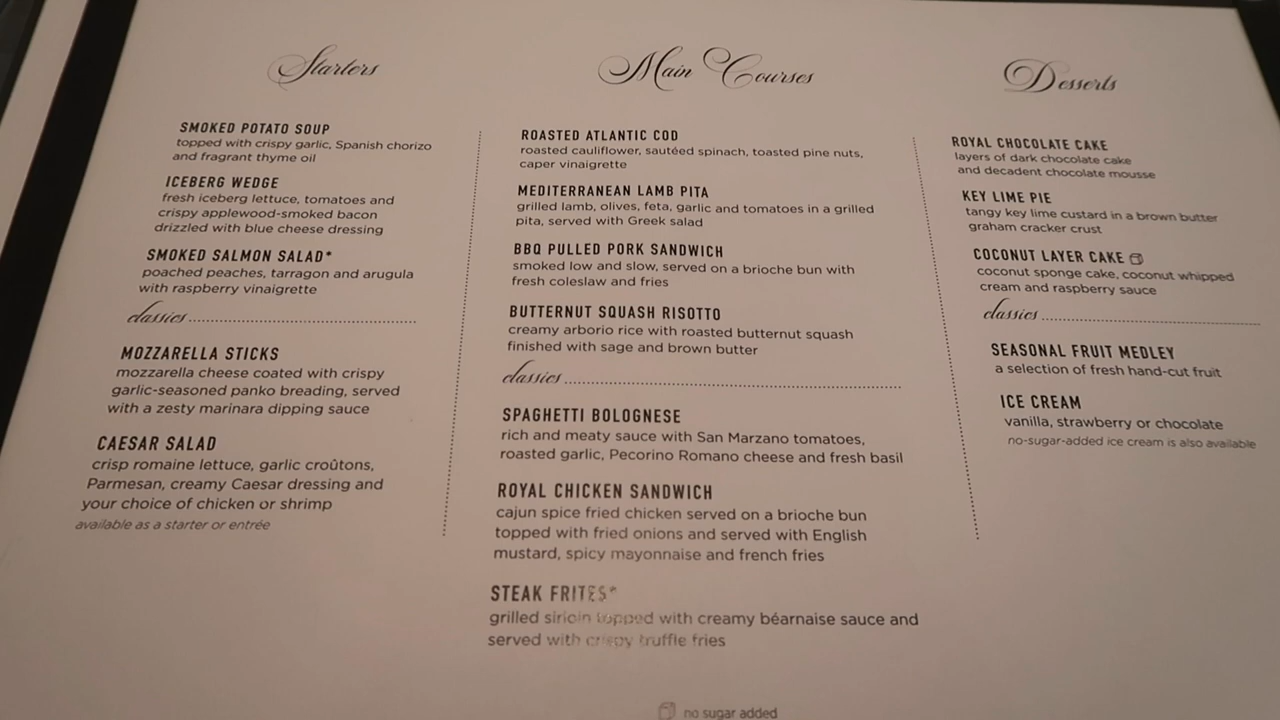 Starters
SMOKED POTATO SOUP
topped with crispy garlic, Spanish chorizo
and fragrant thyme oil
ICEBERG WEDGE
fresh iceberg lettuce, tomatoes and
crispy applewood-smoked bacon
drizzled with blue cheese dressing
SMOKED SALMON SALAD*
poached peaches, tarragon and arugula
with raspberry vinaigrette
classics
MOZZARELLA STICKS
mozzarella cheese coated with crispy
garlic-seasoned panko breading, served
with a zesty marinara dipping sauce
CAESAR SALAD
crisp romaine lettuce, garlic croûtons,
Parmesan, creamy Caesar dressing and
your choice of chicken or shrimp
available as a starter or entrée
Main Courses
ROASTED ATLANTIC COD
roasted cauliflower, sautéed spinach, toasted pine nuts,
caper vinaigrette
MEDITERRANEAN LAMB PITA
grilled lamb, olives, feta, garlic and tomatoes in a grilled
pita, served with Greek salad
BBQ PULLED PORK SANDWICH
smoked low and slow, served on a brioche bun with
fresh coleslaw and fries
BUTTERNUT SQUASH RISOTTO
creamy arborio rice with roasted butternut squash
finished with sage and brown butter
classics
SPAGHETTI BOLOGNESE
rich and meaty sauce with San Marzano tomatoes,
roasted garlic, Pecorino Romano cheese and fresh basil
ROYAL CHICKEN SANDWICH
cajun spice fried chicken served on a brioche bun
topped with fried onions and served with English
mustard, spicy mayonnaise and french fries
STEAK FRITES*
grilled sirloin topped with creamy béarnaise sauce and
served with crispy truffle fries
Desserts
ROYAL CHOCOLATE CAKE
layers of dark chocolate cake
and decadent chocolate mousse
KEY LIME PIE
tangy key lime custard in a brown butter
graham cracker crust
COCONUT LAYER CAKE
coconut sponge cake, coconut whipped
cream and raspberry sauce
classics
SEASONAL FRUIT MEDLEY
a selection of fresh hand-cut fruit
ICE CREAM
vanilla, strawberry or chocolate
no-sugar-added ice cream is also available
no sugar added